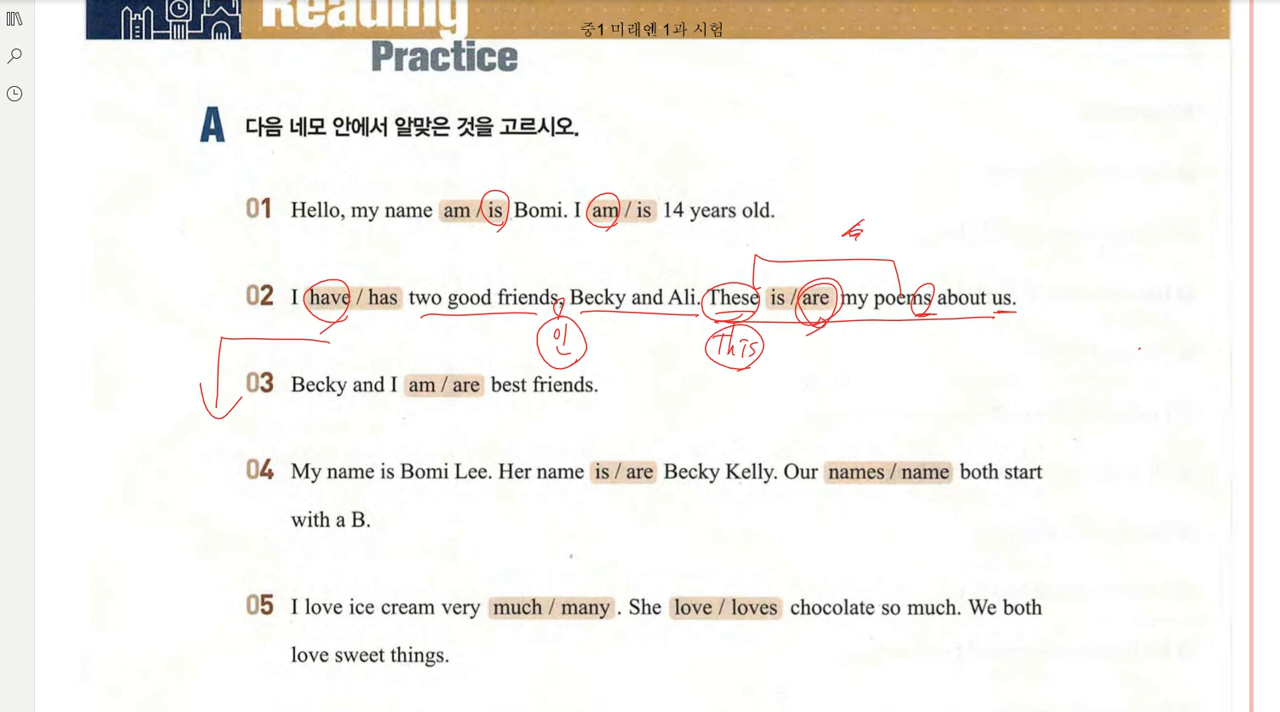 Reading
중1 미래엔 1과 시험
Practice
A 다음 네모 안에서 알맞은 것을 고르시오.
01 Hello, my name am / is Bomi. I am / is 14 years old.
02 I have / has two good friends, Becky and Ali. These is / are my poems about us.
인
This
03 Becky and I am / are best friends.
04 My name is Bomi Lee. Her name is / are Becky Kelly. Our names / name both start
with a B.
05 I love ice cream very much / many . She love / loves chocolate so much. We both
love sweet things.